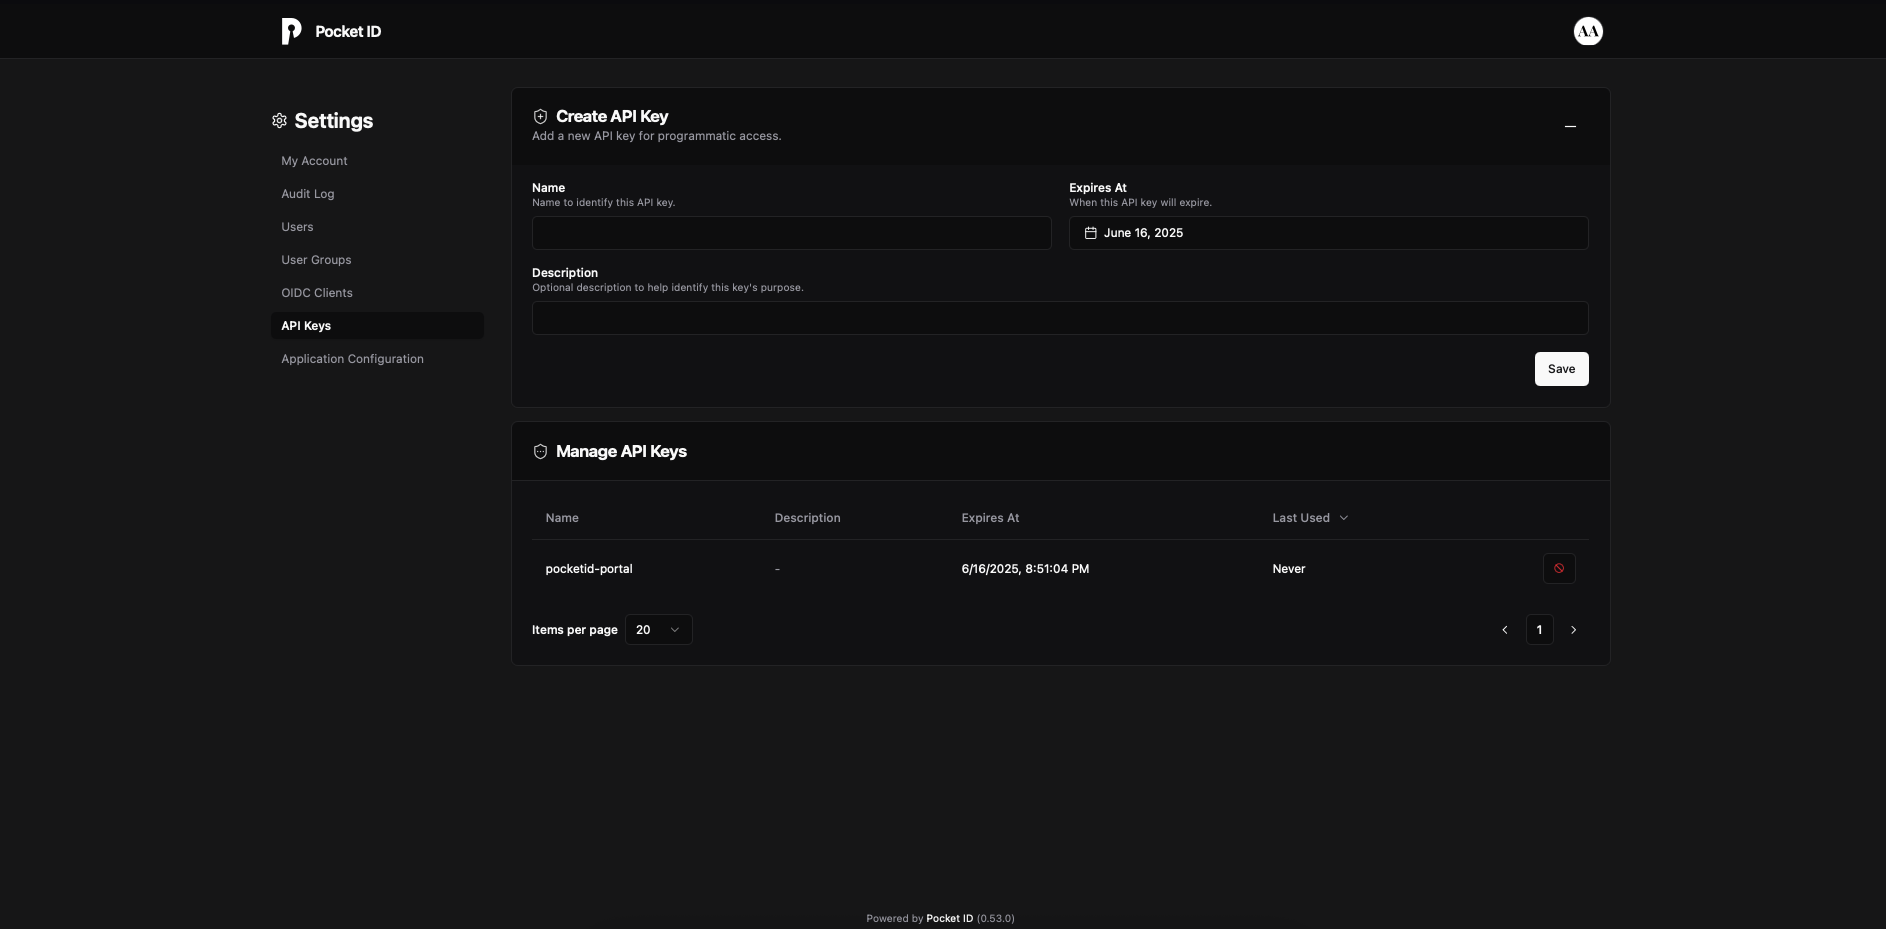 Pocket ID
AA
Settings
My Account
Audit Log
Users
User Groups
OIDC Clients
API Keys
Application Configuration
Create API Key
Add a new API key for programmatic access.
Name
Name to identify this API key.
Expires At
When this API key will expire.
June 16, 2025
Description
Optional description to help identify this key's purpose.
Save
Manage API Keys
Name Description Expires At Last Used
pocketid-portal - 6/16/2025, 8:51:04 PM Never
Items per page 20 1
Powered by Pocket ID (0.53.0)